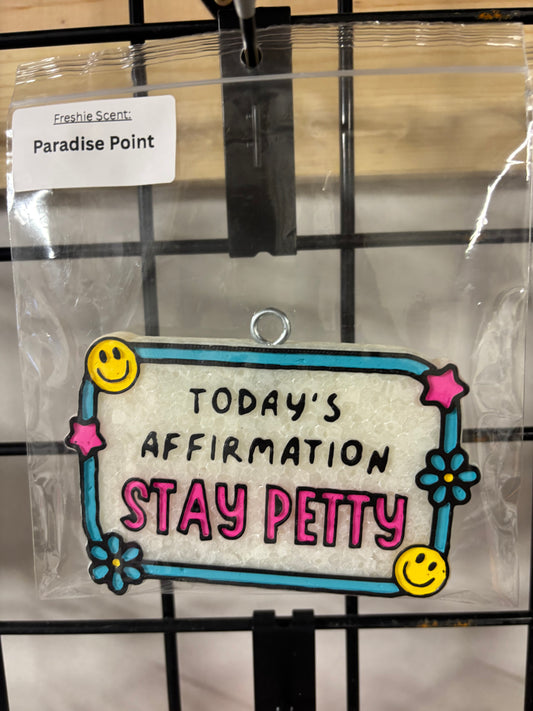 Freshie Scent:
Paradise Point
TODAY'S
AFFIRMATION
STAY PETTY